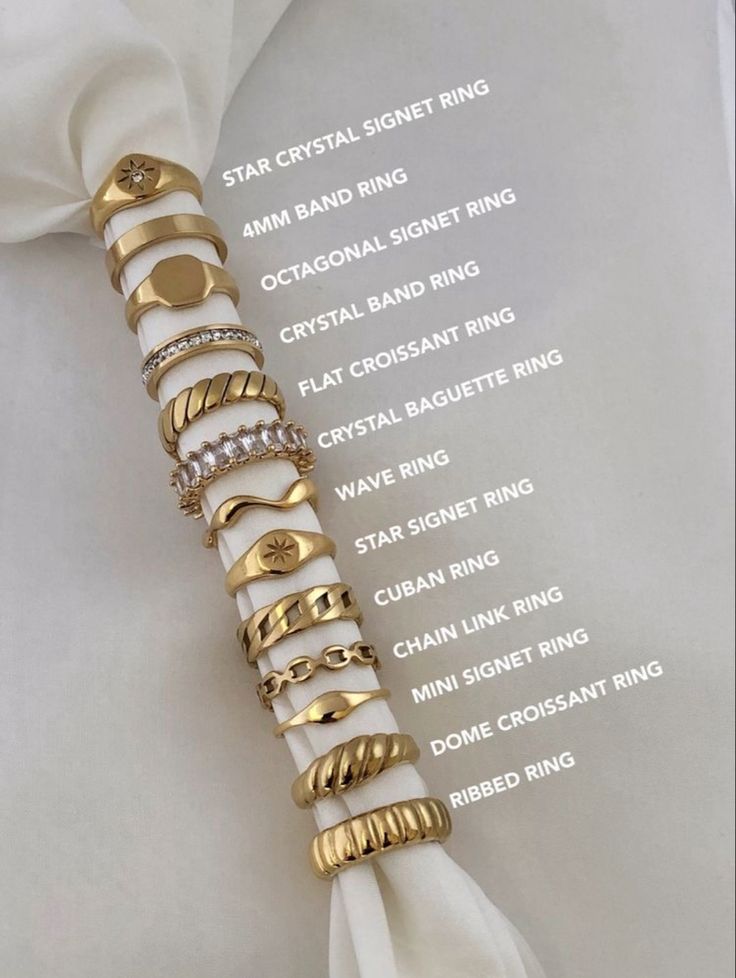 RIBBED RING
DOME CROISSANT RING
MINI SIGNET RING
CHAIN LINK RING
CUBAN RING
STAR SIGNET RING
WAVE RING
CRYSTAL BAGUETTE RING
FLAT CROISSANT RING
CRYSTAL BAND RING
OCTAGONAL SIGNET RING
4MM BAND RING
STAR CRYSTAL SIGNET RING